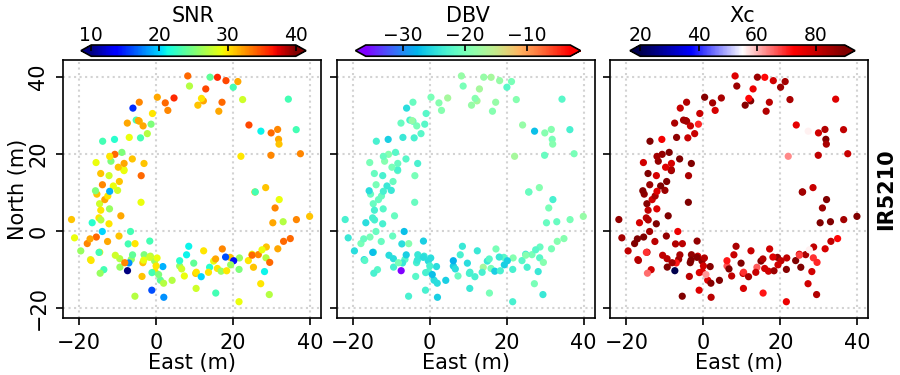 SNR DBV Xc
10 20 30 40 −30 −20 −10 20 40 60 80
40
20
0
−20
North (m)
IR5210
−20 0 20 40 −20 0 20 40 −20 0 20 40
East (m) East (m) East (m)